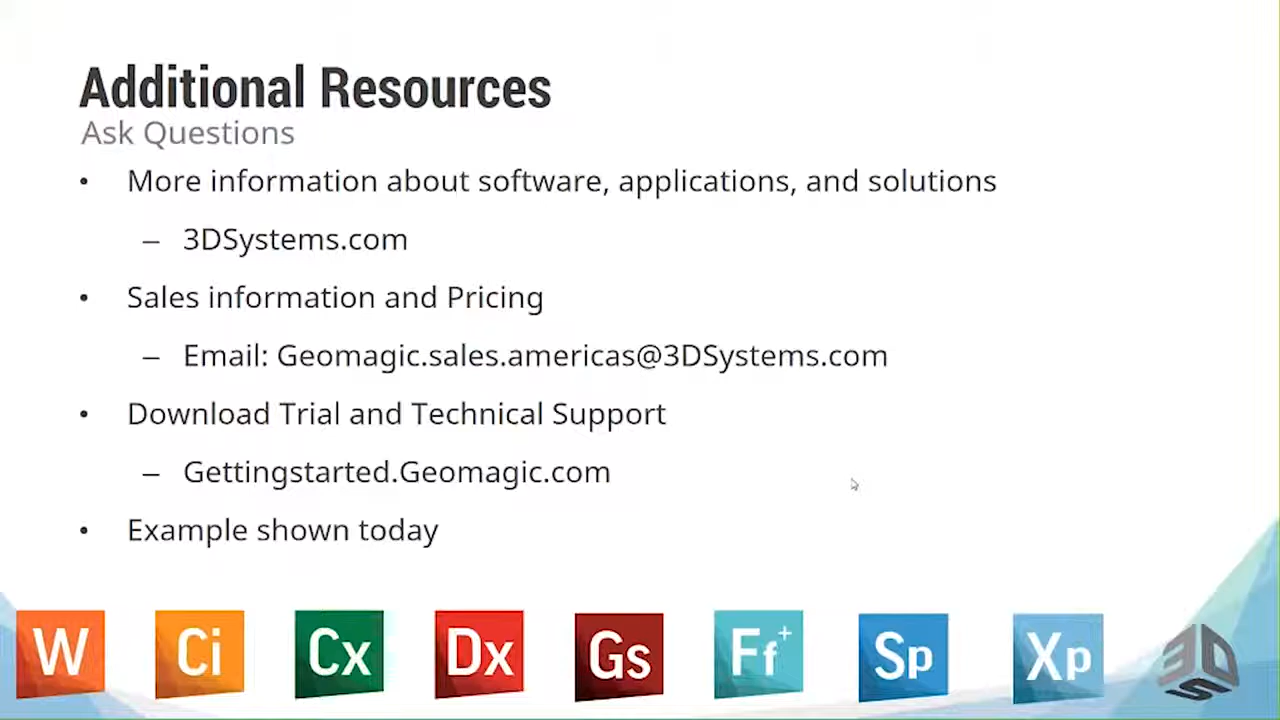 Additional Resources
Ask Questions
• More information about software, applications, and solutions
– 3DSystems.com
• Sales information and Pricing
– Email: Geomagic.sales.americas@3DSystems.com
• Download Trial and Technical Support
– Gettingstarted.Geomagic.com
• Example shown today
W Ci Cx Dx Gs Ff+ Sp Xp 3DS